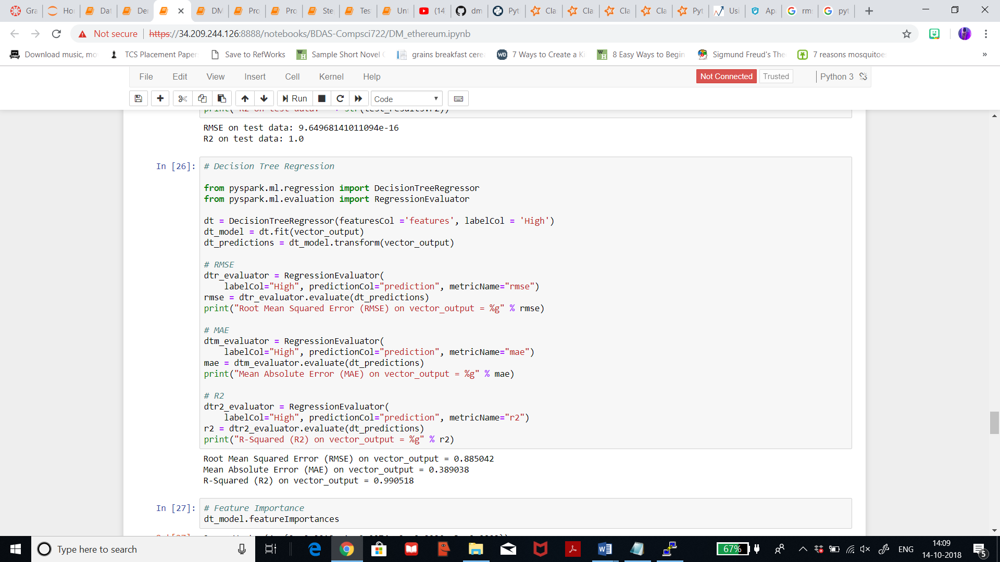 Gra
Ho
Dat
Der
DM
Pro
Pro
Ste
Tes
Unt
(14
dm
Pyt
Cla
Cla
Cla
Cla
Pyt
Usi
Ap
rm
pyt
Not secure
https://34.209.244.126:8888/notebooks/BDAS-Compsci722/DM_ethereum.ipynb
Download music, mo
TCS Placement Paper
Save to RefWorks
Sample Short Novel
grains breakfast cere
7 Ways to Create a Ki
8 Easy Ways to Begin
Sigmund Freud's The
7 reasons mosquitoe
»
File Edit View Insert Cell Kernel Help
Not Connected Trusted Python 3
Run Code
RMSE on test data: 9.64968141011094e-16
R2 on test data: 1.0
In [26]: # Decision Tree Regression
from pyspark.ml.regression import DecisionTreeRegressor
from pyspark.ml.evaluation import RegressionEvaluator
dt = DecisionTreeRegressor(featuresCol ='features', labelCol = 'High')
dt_model = dt.fit(vector_output)
dt_predictions = dt_model.transform(vector_output)
# RMSE
dtr_evaluator = RegressionEvaluator(
    labelCol="High", predictionCol="prediction", metricName="rmse")
rmse = dtr_evaluator.evaluate(dt_predictions)
print("Root Mean Squared Error (RMSE) on vector_output = %g" % rmse)
# MAE
dtm_evaluator = RegressionEvaluator(
    labelCol="High", predictionCol="prediction", metricName="mae")
mae = dtm_evaluator.evaluate(dt_predictions)
print("Mean Absolute Error (MAE) on vector_output = %g" % mae)
# R2
dtr2_evaluator = RegressionEvaluator(
    labelCol="High", predictionCol="prediction", metricName="r2")
r2 = dtr2_evaluator.evaluate(dt_predictions)
print("R-Squared (R2) on vector_output = %g" % r2)
Root Mean Squared Error (RMSE) on vector_output = 0.885042
Mean Absolute Error (MAE) on vector_output = 0.389038
R-Squared (R2) on vector_output = 0.990518
In [27]: # Feature Importance
dt_model.featureImportances
Type here to search
67%
ENG
14:09
14-10-2018
5